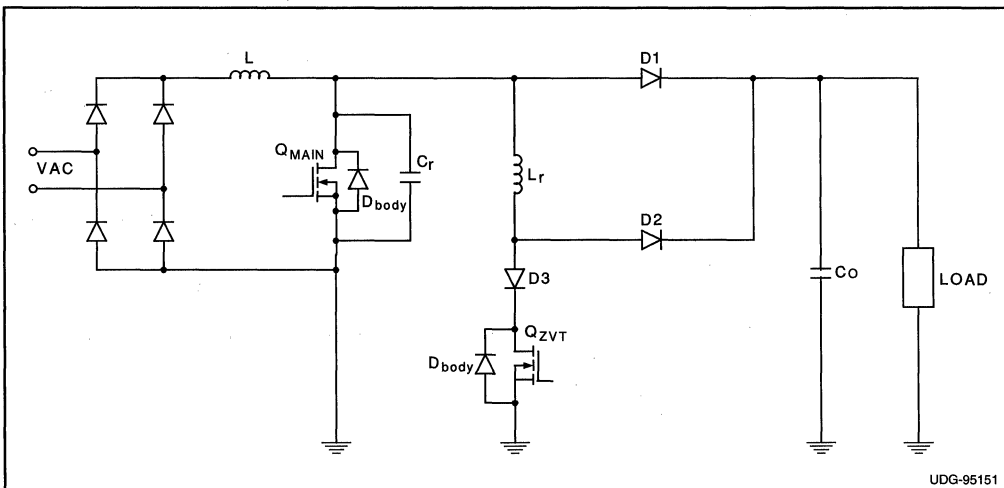 L
D1
VAC
QMAIN
Cr
Dbody
Lr
D2
D3
QZVT
Dbody
CO
LOAD
UDG-95151